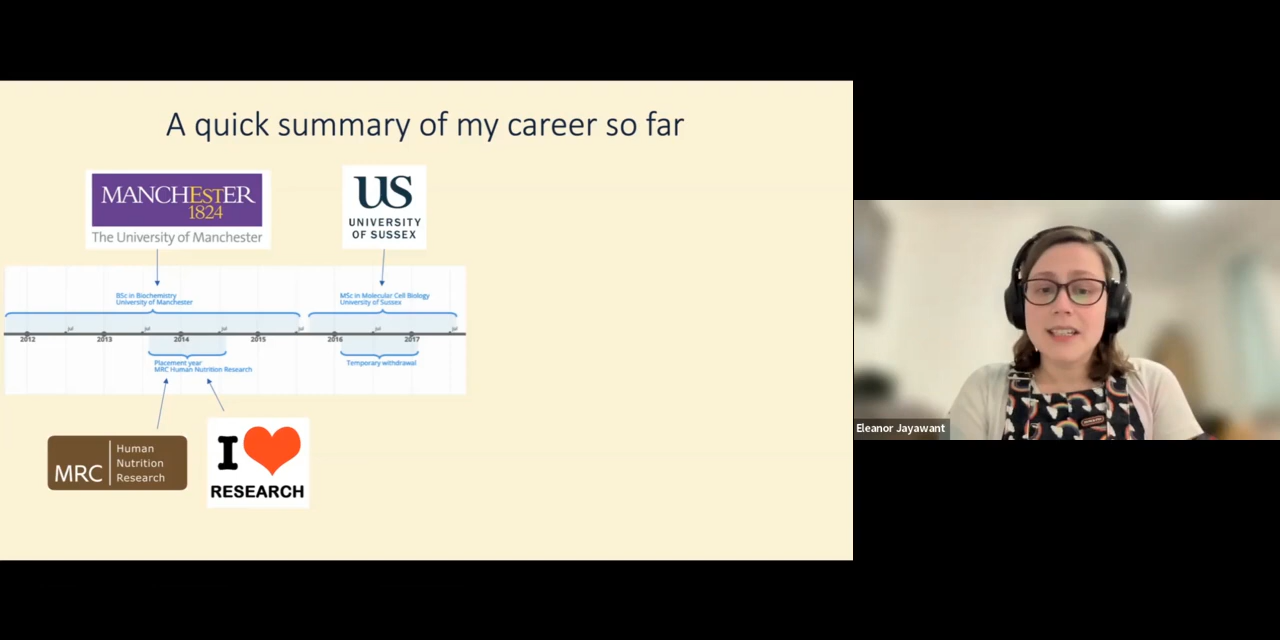 A quick summary of my career so far
MANCHESTER
1824
The University of Manchester
US
UNIVERSITY
OF SUSSEX
BSc in Biochemistry
University of Manchester
MSc in Molecular Cell Biology
University of Sussex
Jul Jul Jul Jul Jul Jul
2012 2013 2014 2015 2016 2017
Placement year
MRC Human Nutrition Research
Temporary withdrawal
MRC
Human
Nutrition
Research
I
RESEARCH
Eleanor Jayawant